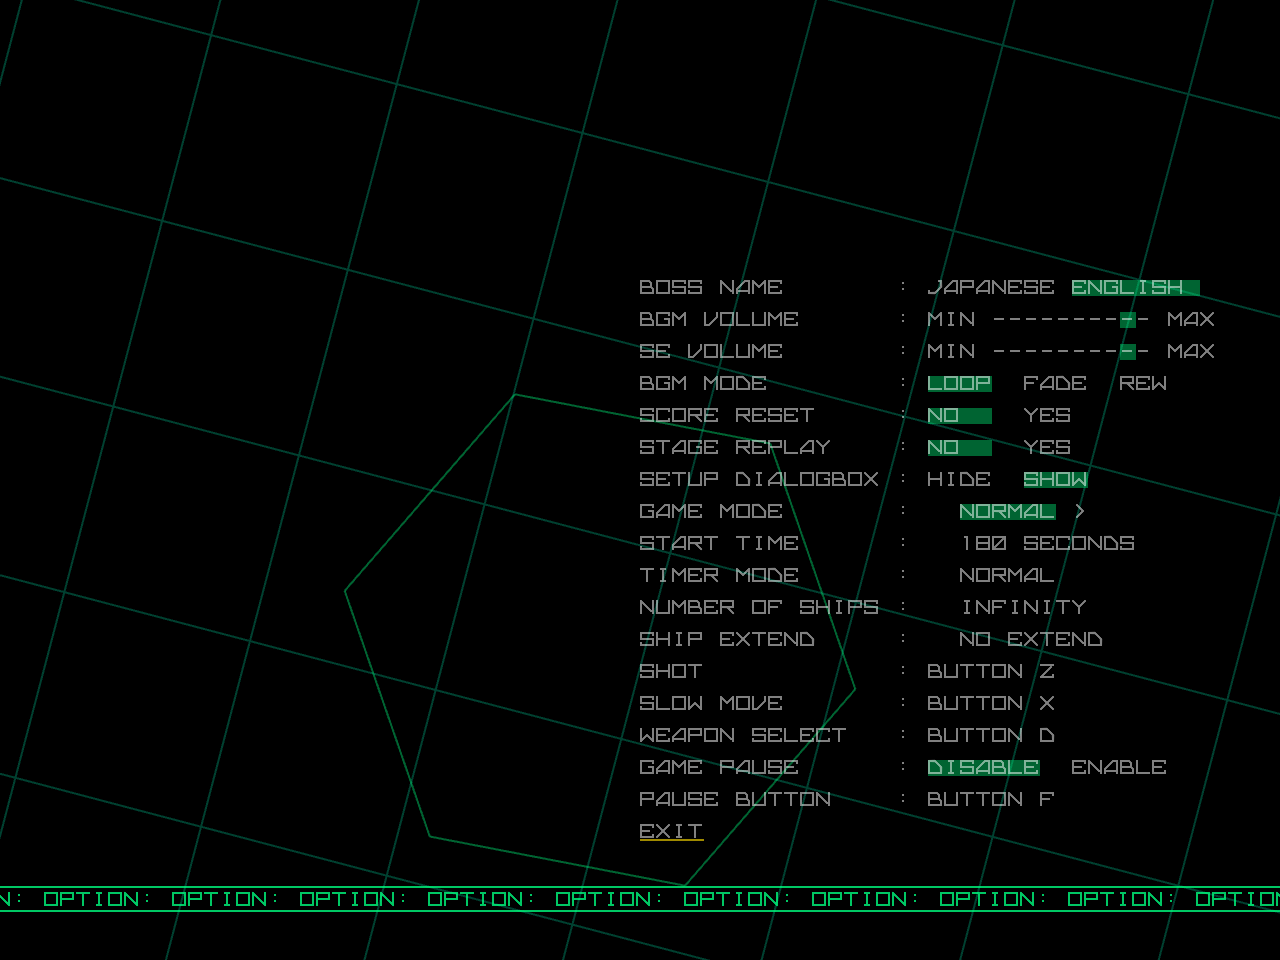 BOSS NAME : JAPANESE ENGLISH
BGM VOLUME : MIN ---------- MAX
SE VOLUME : MIN ---------- MAX
BGM MODE : LOOP FADE REW
SCORE RESET : NO YES
STAGE REPLAY : NO YES
SETUP DIALOGBOX : HIDE SHOW
GAME MODE : NORMAL >
START TIME : 180 SECONDS
TIMER MODE : NORMAL
NUMBER OF SHIPS : INFINITY
SHIP EXTEND : NO EXTEND
SHOT : BUTTON Z
SLOW MOVE : BUTTON X
WEAPON SELECT : BUTTON D
GAME PAUSE : DISABLE ENABLE
PAUSE BUTTON : BUTTON F
EXIT
N: OPTION: OPTION: OPTION: OPTION: OPTION: OPTION: OPTION: OPTION: OPTION: OPTION